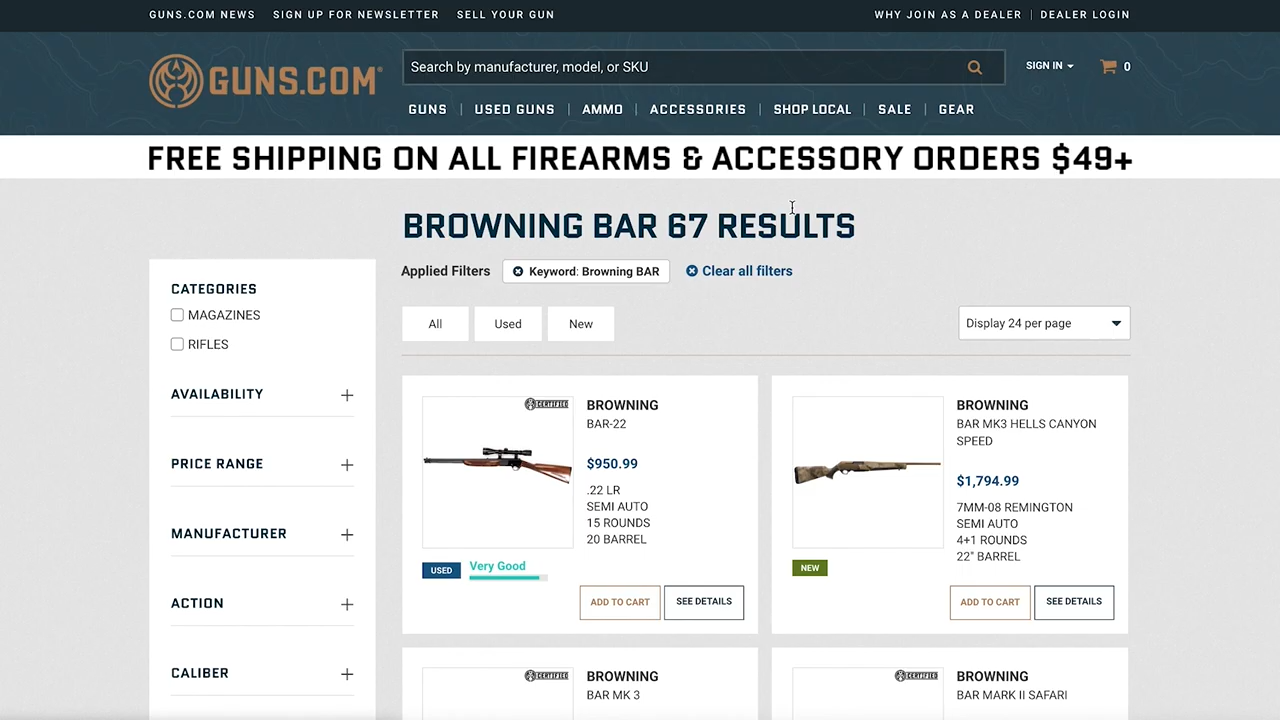 GUNS.COM NEWS SIGN UP FOR NEWSLETTER SELL YOUR GUN WHY JOIN AS A DEALER DEALER LOGIN
GUNS.COM
Search by manufacturer, model, or SKU
SIGN IN
0
GUNS USED GUNS AMMO ACCESSORIES SHOP LOCAL SALE GEAR
FREE SHIPPING ON ALL FIREARMS & ACCESSORY ORDERS $49+
BROWNING BAR 67 RESULTS
Applied Filters Keyword: Browning BAR Clear all filters
All Used New
Display 24 per page
CATEGORIES
MAGAZINES
RIFLES
AVAILABILITY
PRICE RANGE
MANUFACTURER
ACTION
CALIBER
CERTIFIED
BROWNING
BAR-22
$950.99
.22 LR
SEMI AUTO
15 ROUNDS
20 BARREL
USED
Very Good
ADD TO CART SEE DETAILS
BROWNING
BAR MK3 HELLS CANYON
SPEED
$1,794.99
7MM-08 REMINGTON
SEMI AUTO
4+1 ROUNDS
22" BARREL
NEW
ADD TO CART SEE DETAILS
CERTIFIED
BROWNING
BAR MK 3
CERTIFIED
BROWNING
BAR MARK II SAFARI